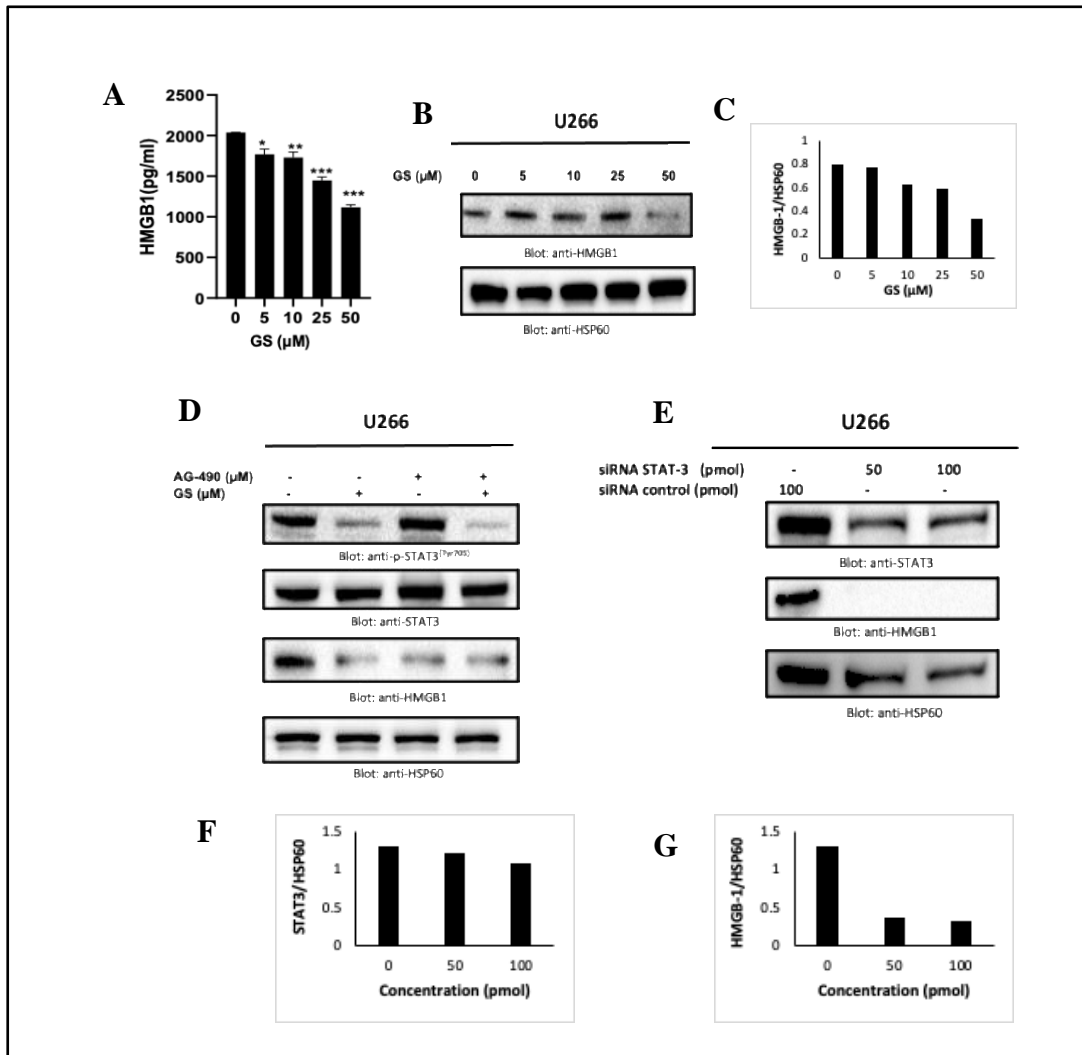 A
HMGB1(pg/ml)
2500
2000
1500
1000
500
0
* ** *** ***
0 5 10 25 50
GS (µM)
B
U266
GS (µM) 0 5 10 25 50
Blot: anti-HMGB1
Blot: anti-HSP60
C
HMGB-1/HSP60
1
0.8
0.6
0.4
0.2
0
0 5 10 25 50
GS (µM)
D
U266
AG-490 (µM) - - + +
GS (µM) - + - +
Blot: anti-p-STAT3(Tyr705)
Blot: anti-STAT3
Blot: anti-HMGB1
Blot: anti-HSP60
E
U266
siRNA STAT-3 (pmol) - 50 100
siRNA control (pmol) 100 - -
Blot: anti-STAT3
Blot: anti-HMGB1
Blot: anti-HSP60
F
STAT3/HSP60
1.5
1
0.5
0
0 50 100
Concentration (pmol)
G
HMGB-1/HSP60
1.5
1
0.5
0
0 50 100
Concentration (pmol)